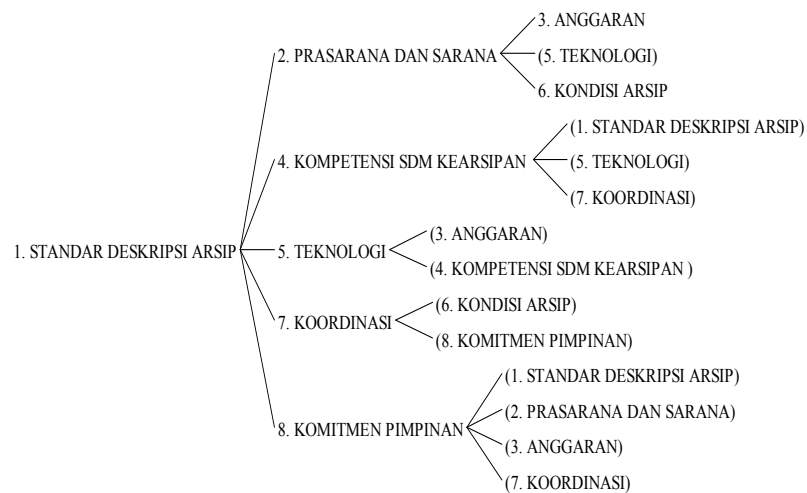 3. ANGGARAN
2. PRASARANA DAN SARANA
(5. TEKNOLOGI)
6. KONDISI ARSIP
(1. STANDAR DESKRIPSI ARSIP)
4. KOMPETENSI SDM KEARSIPAN
(5. TEKNOLOGI)
(7. KOORDINASI)
(3. ANGGARAN)
1. STANDAR DESKRIPSI ARSIP
5. TEKNOLOGI
(4. KOMPETENSI SDM KEARSIPAN )
(6. KONDISI ARSIP)
7. KOORDINASI
(8. KOMITMEN PIMPINAN)
(1. STANDAR DESKRIPSI ARSIP)
(2. PRASARANA DAN SARANA)
8. KOMITMEN PIMPINAN
(3. ANGGARAN)
(7. KOORDINASI)